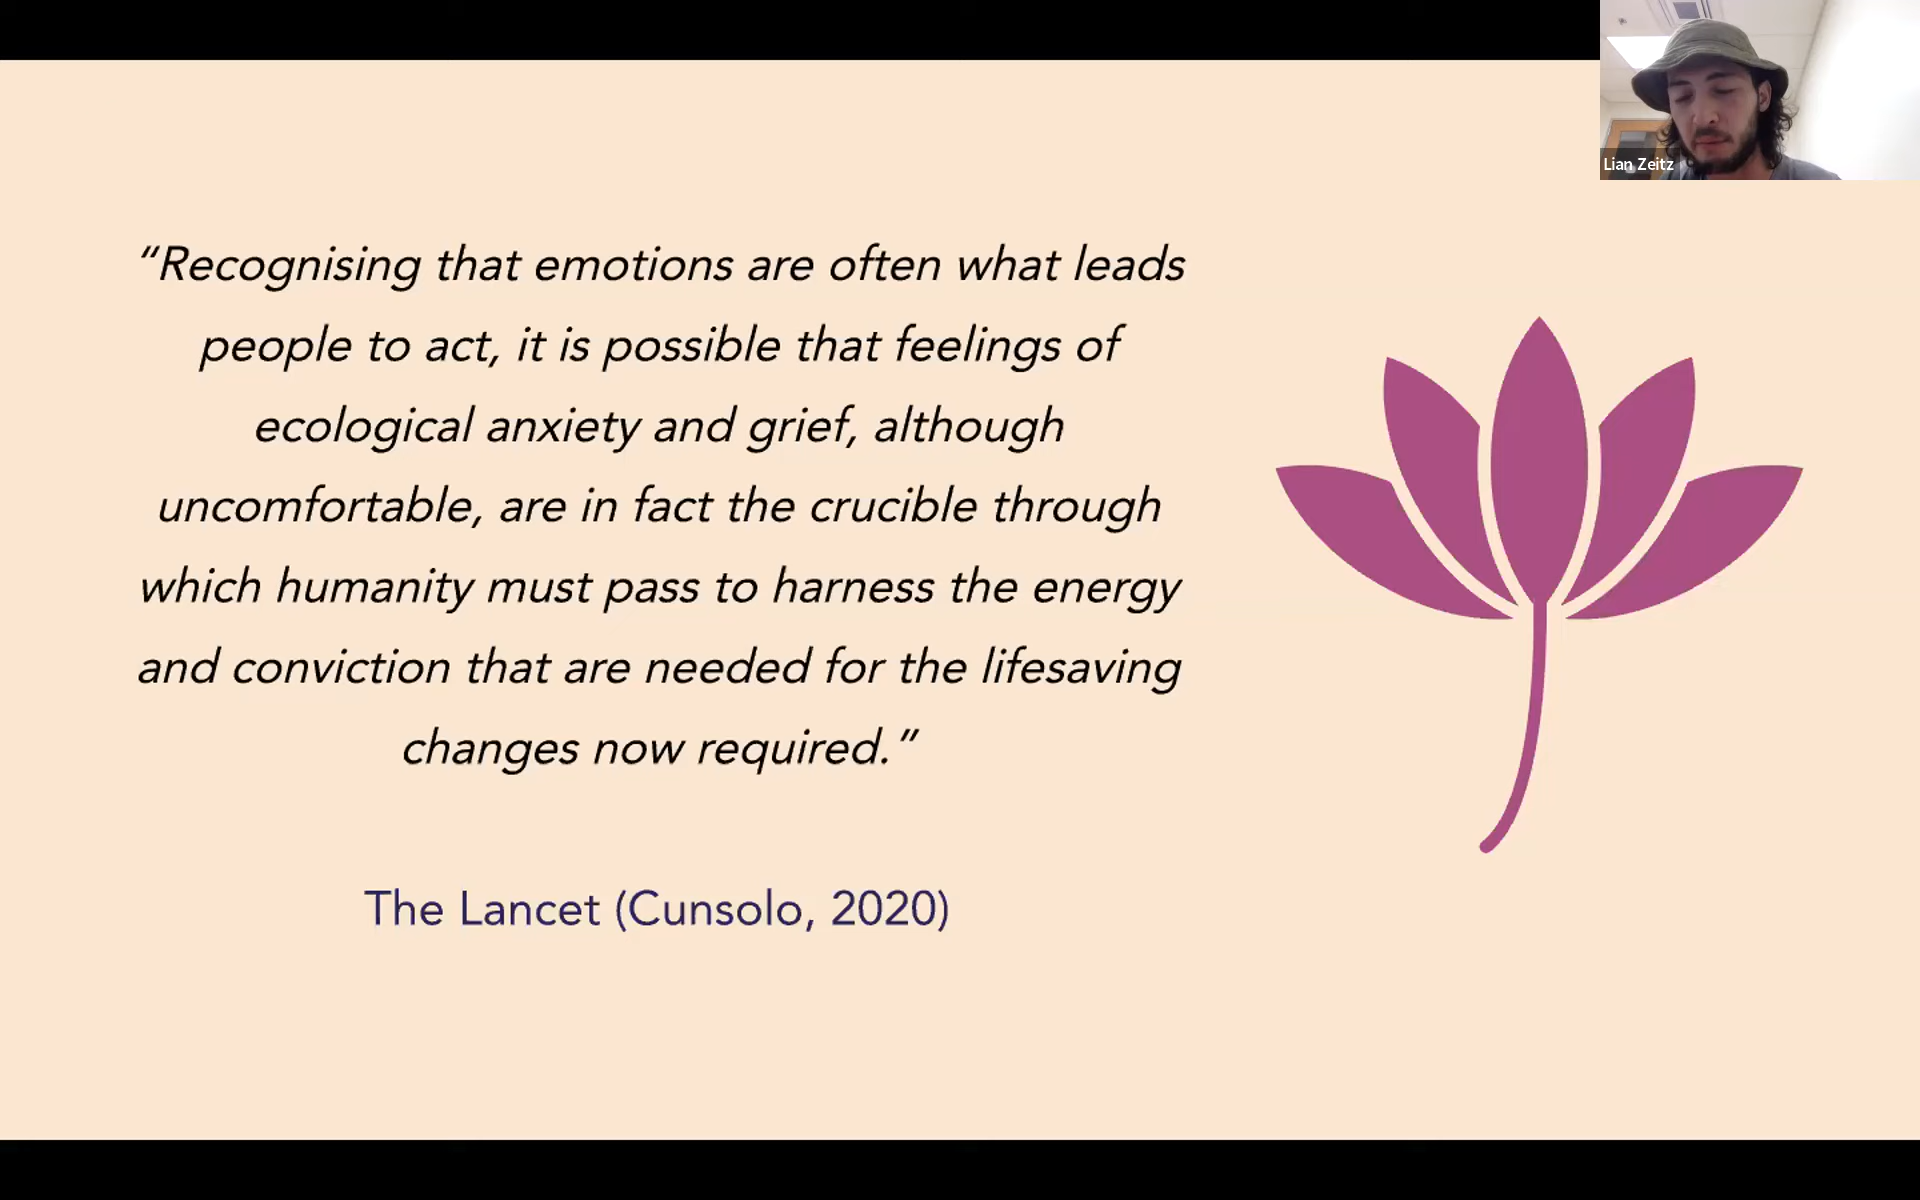 Lian Zeitz
“Recognising that emotions are often what leads
people to act, it is possible that feelings of
ecological anxiety and grief, although
uncomfortable, are in fact the crucible through
which humanity must pass to harness the energy
and conviction that are needed for the lifesaving
changes now required.”
The Lancet (Cunsolo, 2020)